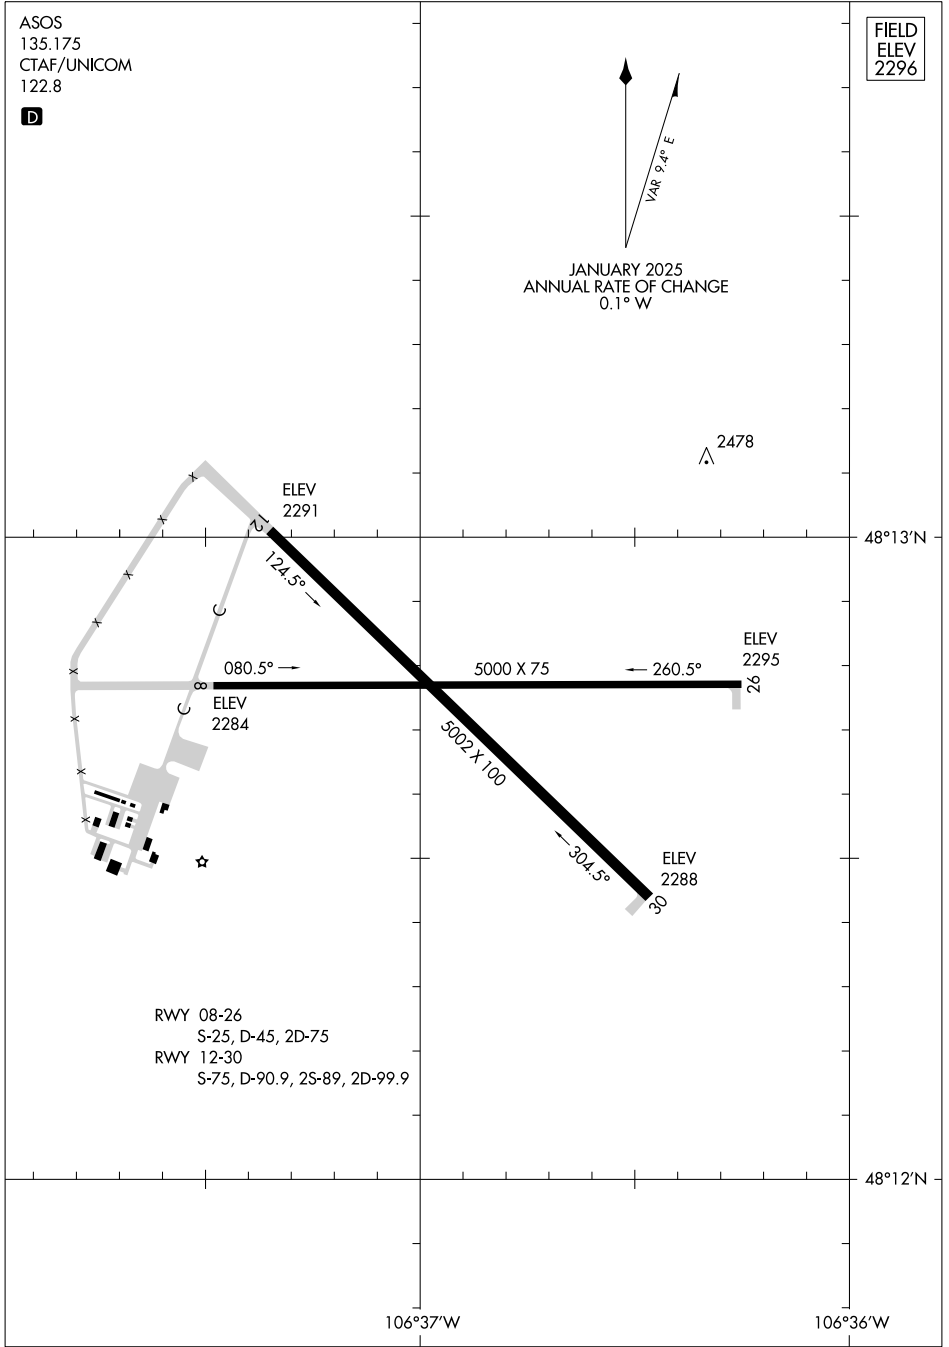 ASOS
135.175
CTAF/UNICOM
122.8
D
FIELD
ELEV
2296
VAR 9.4° E
JANUARY 2025
ANNUAL RATE OF CHANGE
0.1° W
2478
ELEV
2291
12
48°13'N
124.5°
C
ELEV
2295
080.5°
5000 X 75
260.5°
8
26
ELEV
2284
C
5002 X 100
304.5°
ELEV
2288
30
X
X
X
X
X
X
X
X
RWY 08-26
S-25, D-45, 2D-75
RWY 12-30
S-75, D-90.9, 2S-89, 2D-99.9
48°12'N
106°37'W
106°36'W